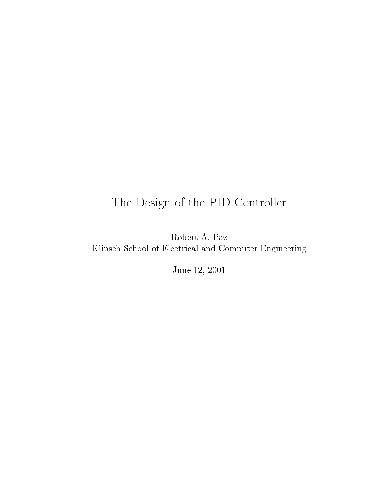 The Design of the PID Controller
Robert A. Paz
Klipsch School of Electrical and Computer Engineering
June 12, 2001